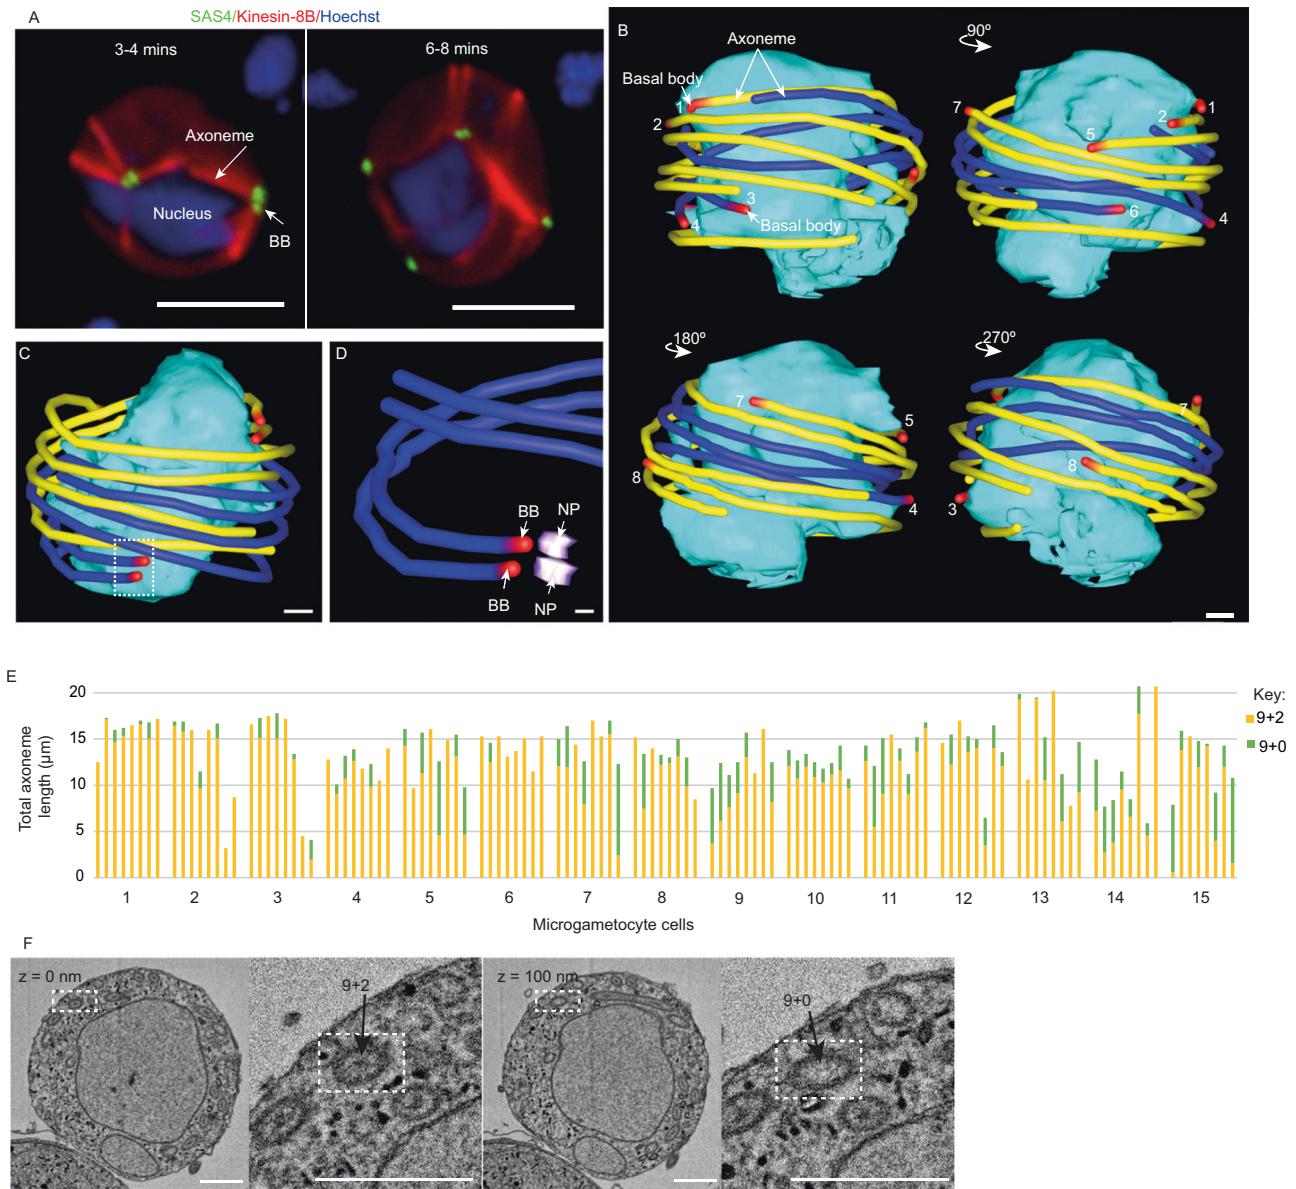 A
SAS4/Kinesin-8B/Hoechst
3-4 mins
6-8 mins
Axoneme
Nucleus
BB
B
Axoneme
Basal body
1
2
3
4
Basal body
90º
7
5
2
1
6
4
180º
7
5
8
4
270º
7
8
3
C
D
BB
NP
BB
NP
E
Total axoneme
length (μm)
20
15
10
5
0
1 2 3 4 5 6 7 8 9 10 11 12 13 14 15
Microgametocyte cells
Key:
9+2
9+0
F
z = 0 nm
9+2
z = 100 nm
9+0